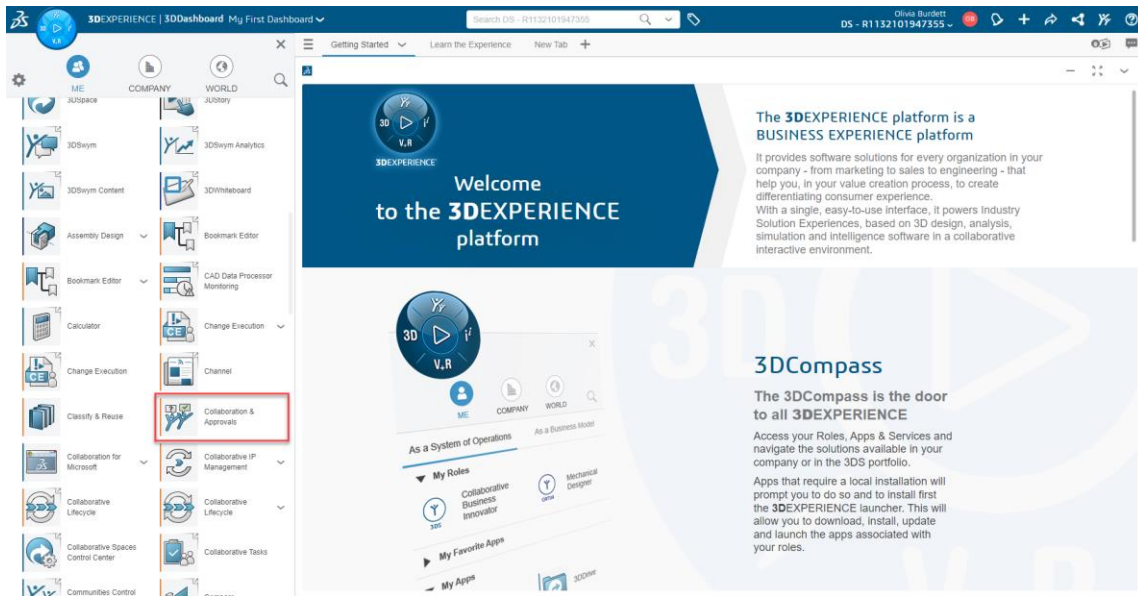 3DEXPERIENCE | 3DDashboard My First Dashboard
Search DS - R1132101947355
Olivia Burdett
DS - R1132101947355
OB
3D
V.R
ME
COMPANY
WORLD
3DSpace
3DStory
3DSwym
3DSwym Analytics
3DSwym Content
3DWhiteboard
Assembly Design
Bookmark Editor
Bookmark Editor
CAD Data Processor
Monitoring
Calculator
Change Execution
CE
Change Execution
CE
Channel
Classify & Reuse
Collaboration &
Approvals
Collaboration for
Microsoft
Collaborative IP
Management
Collaborative
Lifecycle
Collaborative
Lifecycle
Collaborative Spaces
Control Center
Collaborative Tasks
Communities Control
Getting Started
Learn the Experience
New Tab
3D
V.R
3DEXPERIENCE
Welcome
to the 3DEXPERIENCE
platform
The 3DEXPERIENCE platform is a
BUSINESS EXPERIENCE platform
It provides software solutions for every organization in your
company - from marketing to sales to engineering - that
help you, in your value creation process, to create
differentiating consumer experience.
With a single, easy-to-use interface, it powers Industry
Solution Experiences, based on 3D design, analysis,
simulation and intelligence software in a collaborative
interactive environment.
3D
V.R
ME
COMPANY
WORLD
As a System of Operations
As a Business Model
My Roles
Collaborative
Business
Innovator
3DS
Mechanical
Designer
CATIA
My Favorite Apps
My Apps
3DDrive
3D
V.R
3DCompass
The 3DCompass is the door
to all 3DEXPERIENCE
Access your Roles, Apps & Services and
navigate the solutions available in your
company or in the 3DS portfolio.
Apps that require a local installation will
prompt you to do so and to install first
the 3DEXPERIENCE launcher. This will
allow you to download, install, update
and launch the apps associated with
your roles.